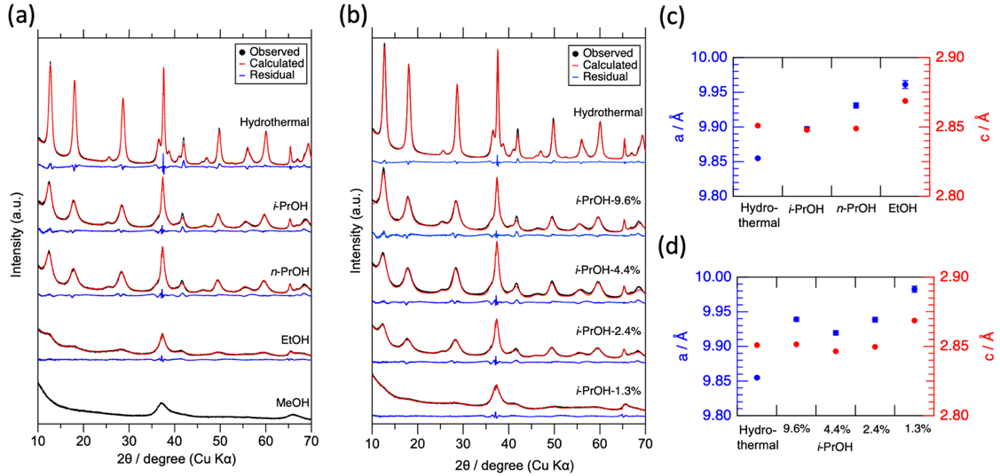 (a)
Observed
Calculated
Residual
Hydrothermal
i-PrOH
n-PrOH
EtOH
MeOH
Intensity (a.u.)
10 20 30 40 50 60 70
2θ / degree (Cu Kα)
(b)
Observed
Calculated
Residual
Hydrothermal
i-PrOH-9.6%
i-PrOH-4.4%
i-PrOH-2.4%
i-PrOH-1.3%
Intensity (a.u.)
10 20 30 40 50 60 70
2θ / degree (Cu Kα)
(c)
10.00
9.95
9.90
9.85
9.80
a / Å
2.90
2.85
2.80
c / Å
Hydro- i-PrOH n-PrOH EtOH
thermal
(d)
10.00
9.95
9.90
9.85
9.80
a / Å
2.90
2.85
2.80
c / Å
Hydro- 9.6% 4.4% 2.4% 1.3%
thermal i-PrOH